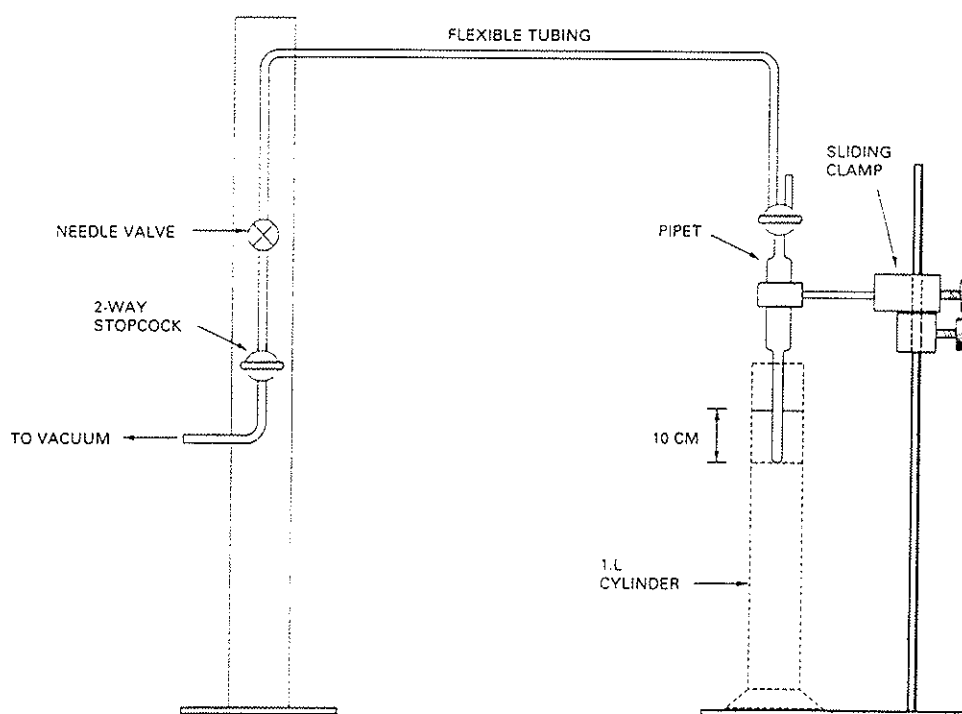 FLEXIBLE TUBING
SLIDING
CLAMP
NEEDLE VALVE
PIPET
2-WAY
STOPCOCK
TO VACUUM
10 CM
1.L
CYLINDER